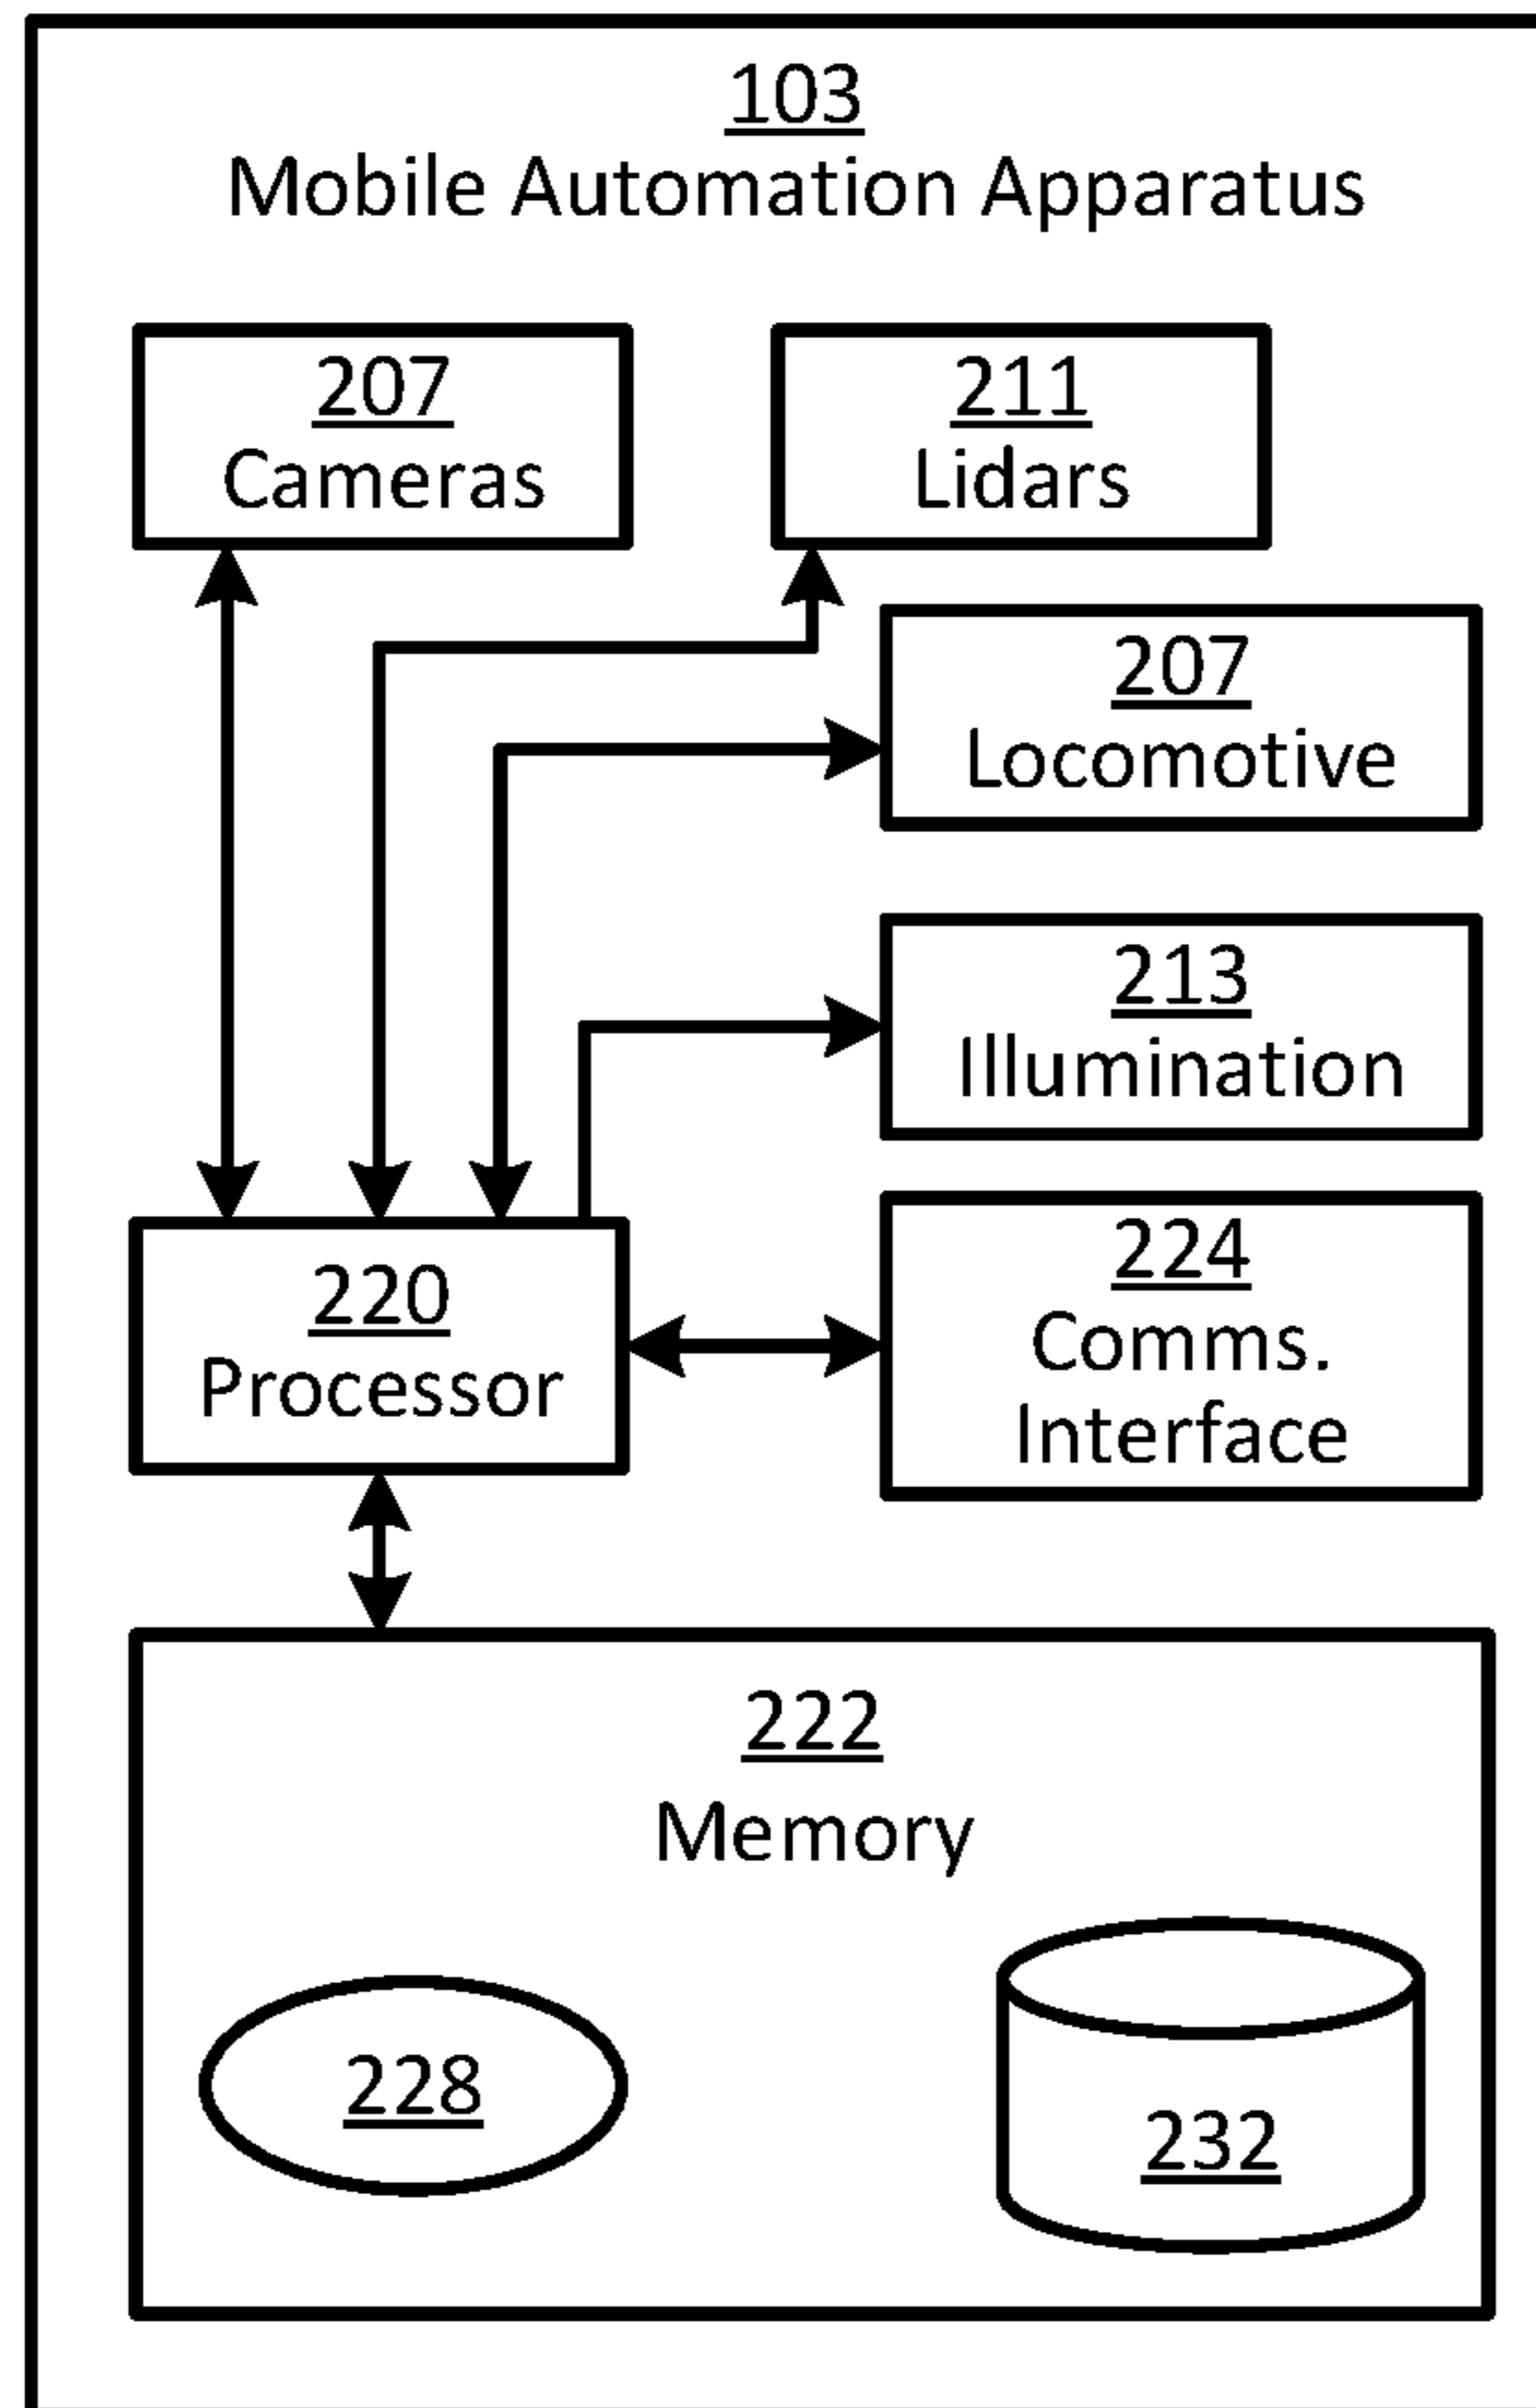 103
Mobile Automation Apparatus
207
Cameras
211
Lidars
207
Locomotive
213
Illumination
220
Processor
224
Comms.
Interface
222
Memory
228
232